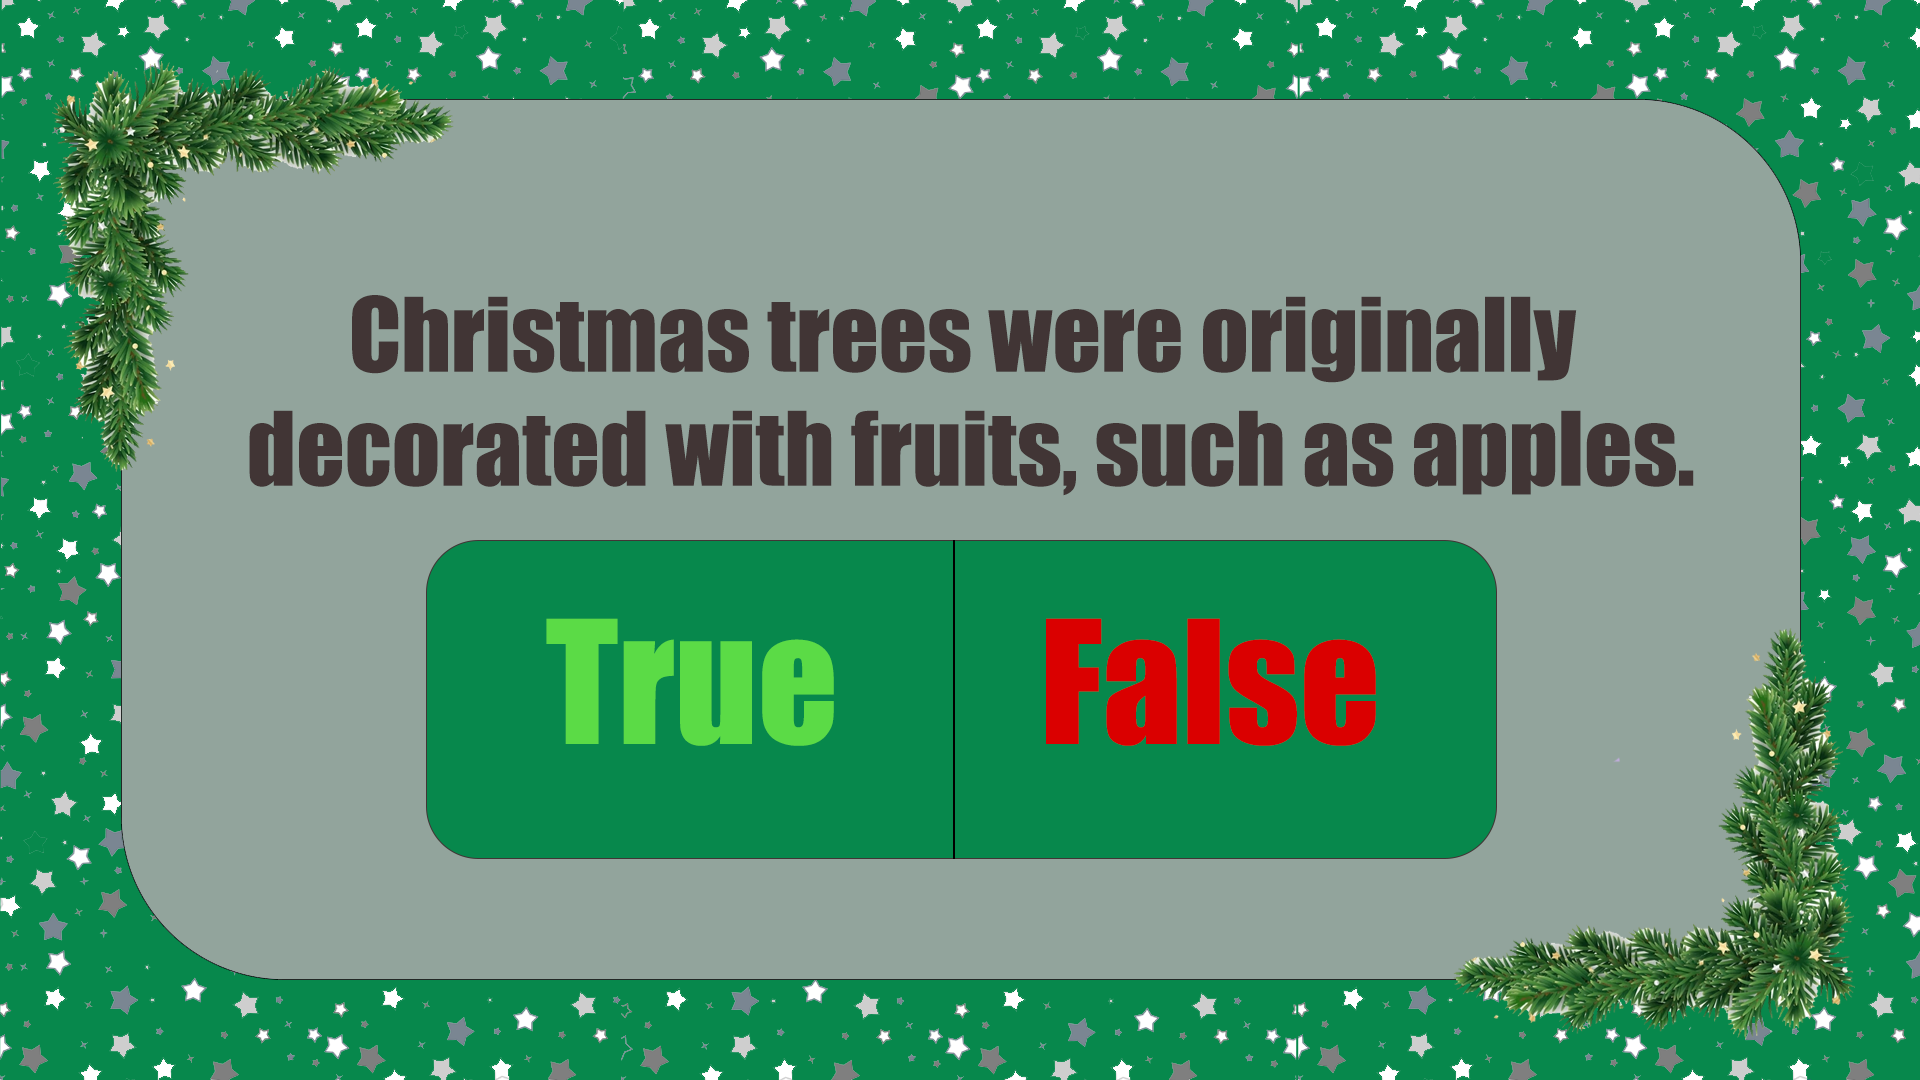 Christmas trees were originally
decorated with fruits, such as apples.
True False